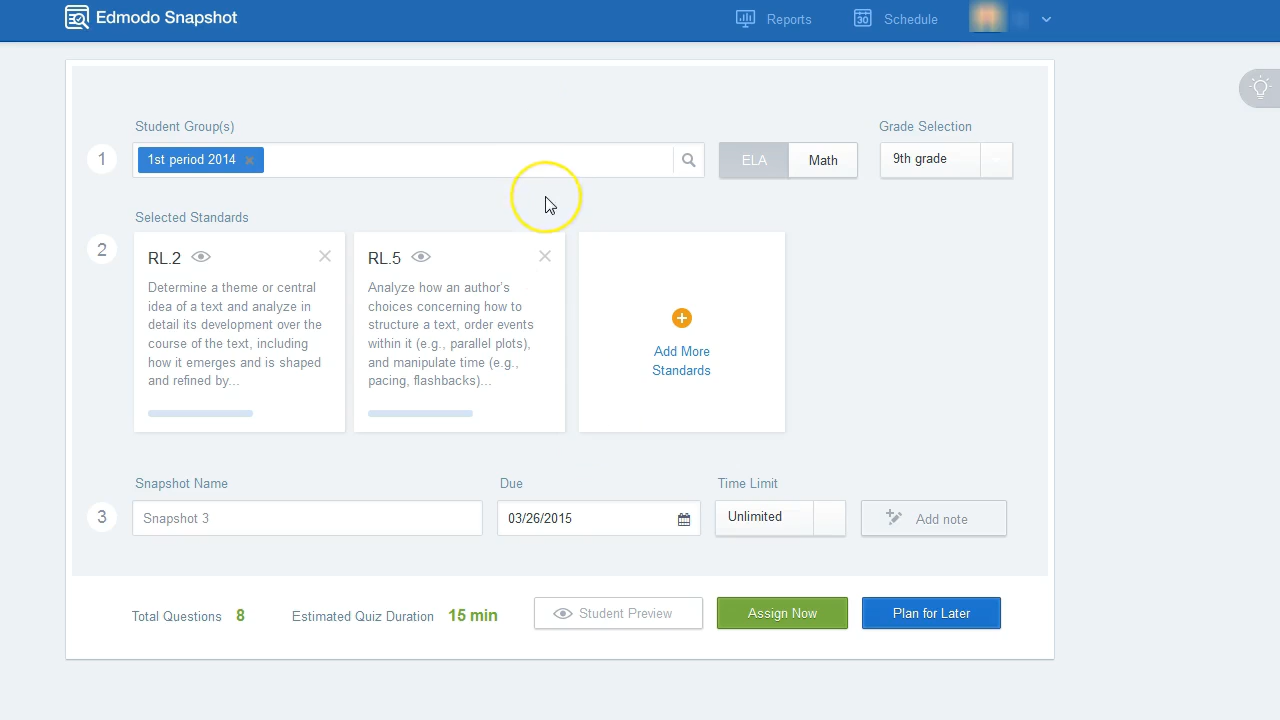 Edmodo Snapshot
Reports
30
Schedule
Student Group(s)
Grade Selection
1
1st period 2014 ×
ELA
Math
9th grade
Selected Standards
2
RL.2
Determine a theme or central
idea of a text and analyze in
detail its development over the
course of the text, including
how it emerges and is shaped
and refined by...
RL.5
Analyze how an author's
choices concerning how to
structure a text, order events
within it (e.g., parallel plots),
and manipulate time (e.g.,
pacing, flashbacks)...
Add More
Standards
Snapshot Name
Due
Time Limit
3
Snapshot 3
03/26/2015
Unlimited
Add note
Total Questions 8
Estimated Quiz Duration 15 min
Student Preview
Assign Now
Plan for Later